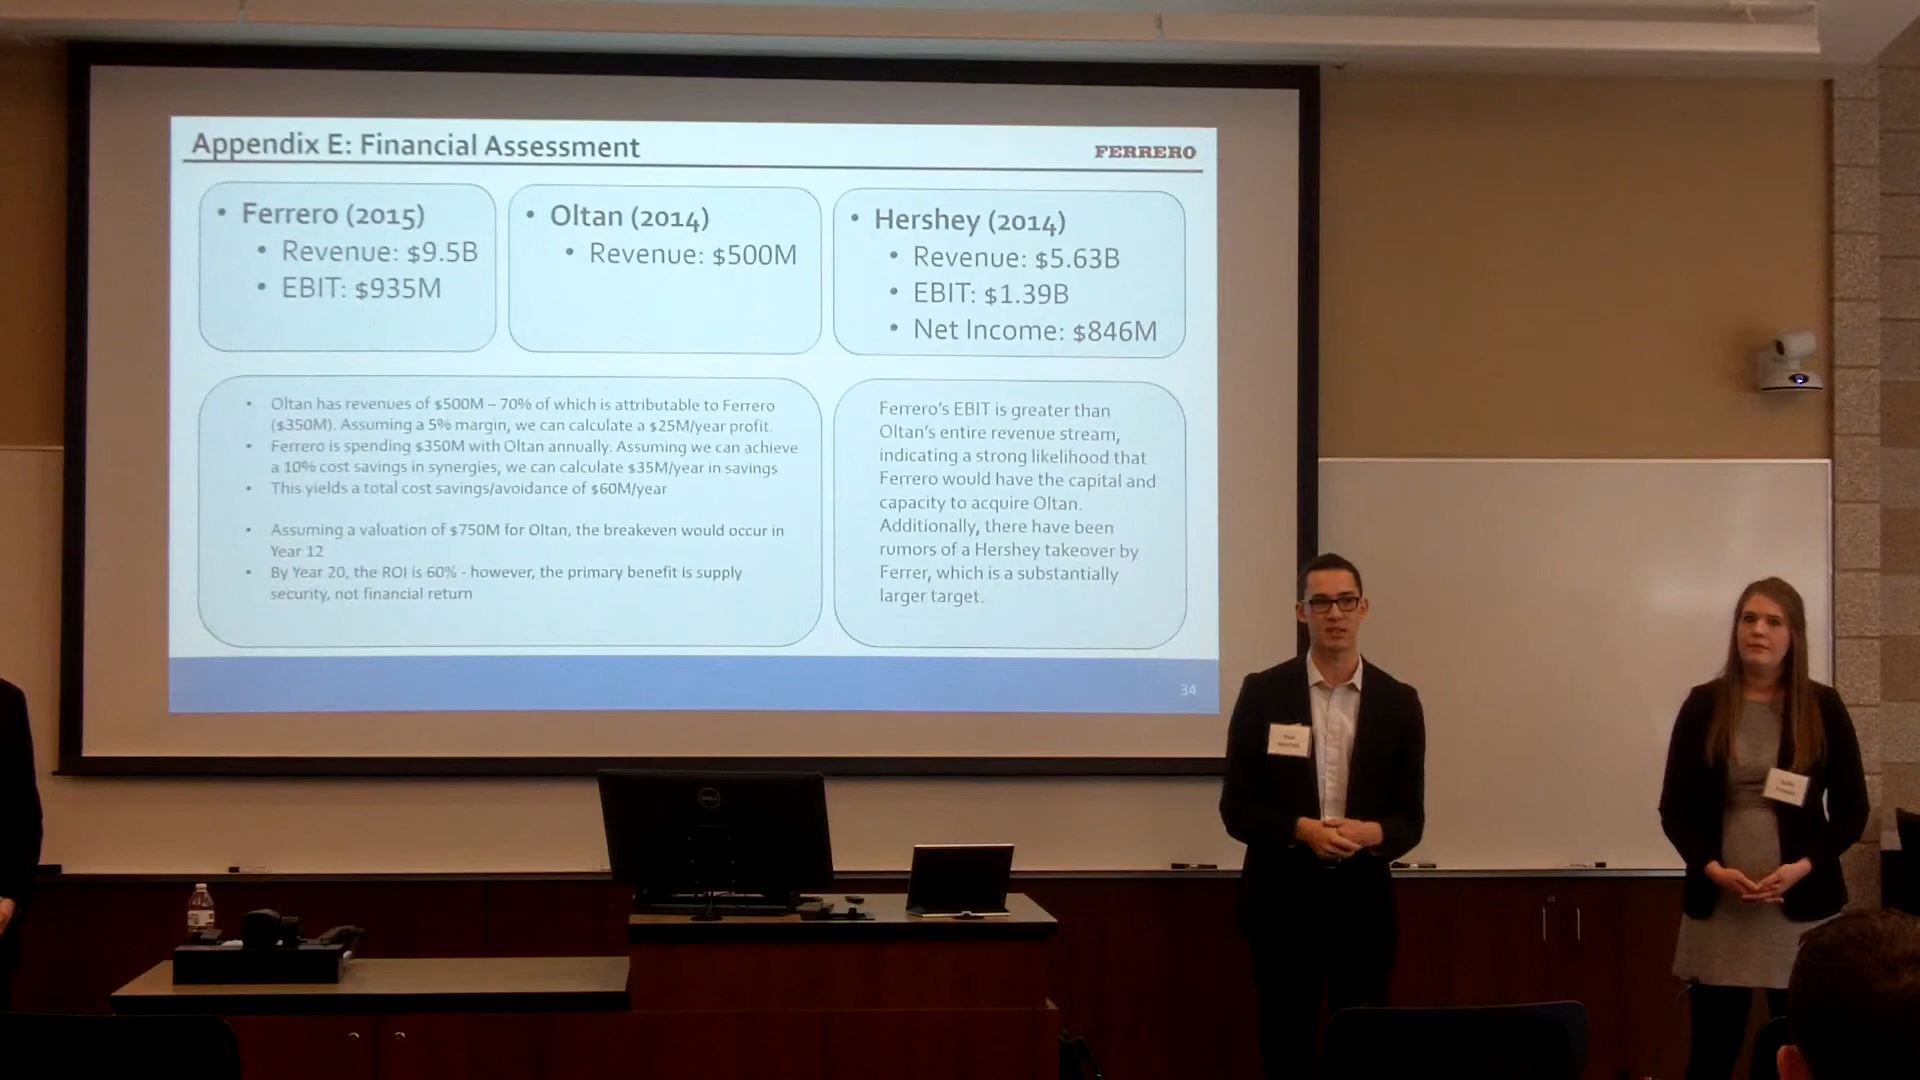 Appendix E: Financial Assessment
FERRERO
• Ferrero (2015)
• Revenue: $9.5B
• EBIT: $935M
• Oltan (2014)
• Revenue: $500M
• Hershey (2014)
• Revenue: $5.63B
• EBIT: $1.39B
• Net Income: $846M
• Oltan has revenues of $500M – 70% of which is attributable to Ferrero
($350M). Assuming a 5% margin, we can calculate a $25M/year profit.
• Ferrero is spending $350M with Oltan annually. Assuming we can achieve
a 10% cost savings in synergies, we can calculate $35M/year in savings
• This yields a total cost savings/avoidance of $60M/year
• Assuming a valuation of $750M for Oltan, the breakeven would occur in
Year 12
• By Year 20, the ROI is 60% - however, the primary benefit is supply
security, not financial return
Ferrero's EBIT is greater than
Oltan's entire revenue stream,
indicating a strong likelihood that
Ferrero would have the capital and
capacity to acquire Oltan.
Additionally, there have been
rumors of a Hershey takeover by
Ferrer, which is a substantially
larger target.
34
DELL